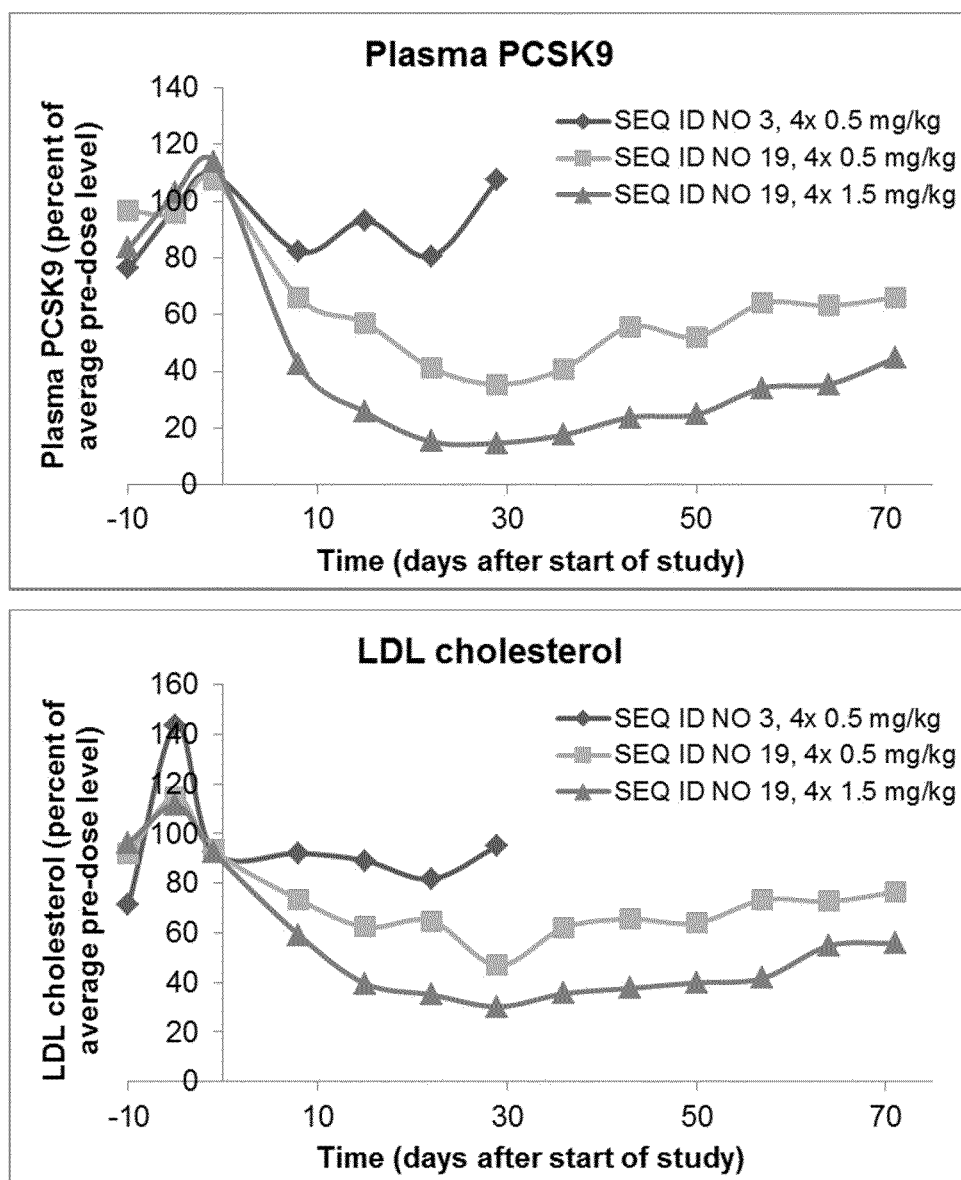 Plasma PCSK9
Plasma PCSK9 (percent of
average pre-dose level)
140
120
100
80
60
40
20
0
-10
10
30
50
70
SEQ ID NO 3, 4x 0.5 mg/kg
SEQ ID NO 19, 4x 0.5 mg/kg
SEQ ID NO 19, 4x 1.5 mg/kg
Time (days after start of study)
LDL cholesterol
LDL cholesterol (percent of
average pre-dose level)
160
140
120
100
80
60
40
20
0
-10
10
30
50
70
SEQ ID NO 3, 4x 0.5 mg/kg
SEQ ID NO 19, 4x 0.5 mg/kg
SEQ ID NO 19, 4x 1.5 mg/kg
Time (days after start of study)